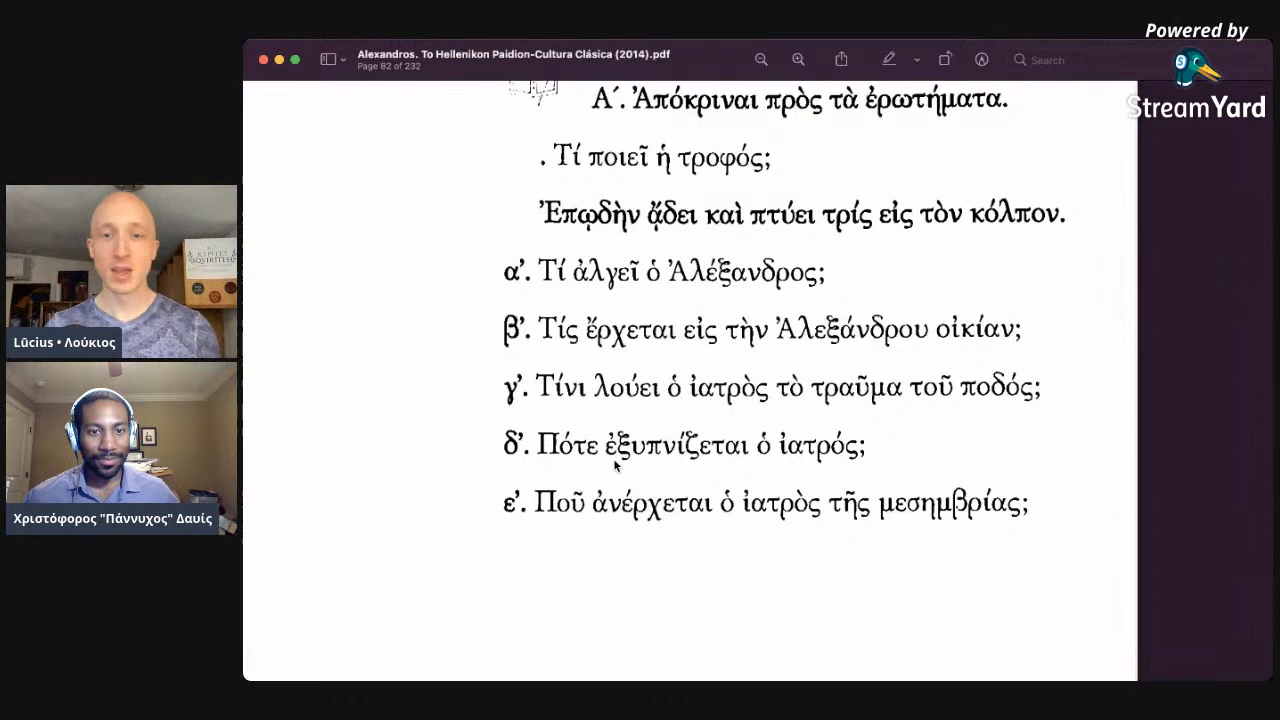 Powered by
StreamYard
Alexandros. To Hellenikon Paidion-Cultura Clásica (2014).pdf
Page 82 of 232
Search
Α΄. Ἀπόκριναι πρὸς τὰ ἐρωτήματα.
. Τί ποιεῖ ἡ τροφός;
Ἐπῳδὴν ᾄδει καὶ πτύει τρίς εἰς τὸν κόλπον.
α’. Τί ἀλγεῖ ὁ Ἀλέξανδρος;
β’. Τίς ἔρχεται εἰς τὴν Ἀλεξάνδρου οἰκίαν;
γ’. Τίνι λούει ὁ ἰατρὸς τὸ τραῦμα τοῦ ποδός;
δ’. Πότε ἐξυπνίζεται ὁ ἰατρός;
ε’. Ποῦ ἀνέρχεται ὁ ἰατρὸς τῆς μεσημβρίας;
Lūcius • Λούκιος
Χριστόφορος "Πάννυχος" Δαυίς